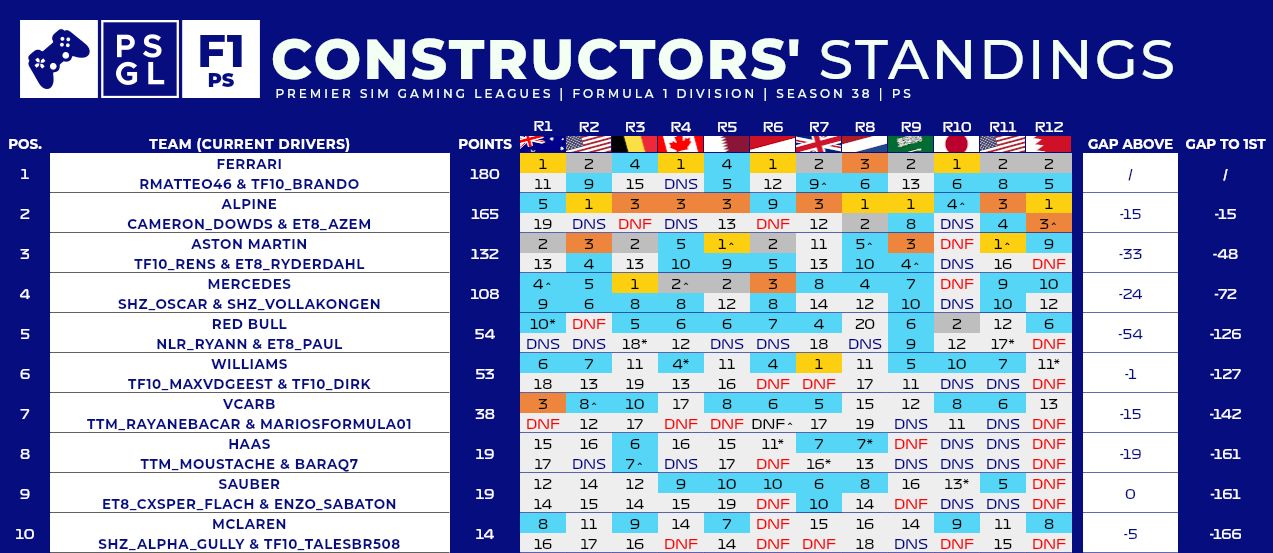 PS
GL
F1
PS
CONSTRUCTORS' STANDINGS
PREMIER SIM GAMING LEAGUES | FORMULA 1 DIVISION | SEASON 38 | PS
R1 R2 R3 R4 R5 R6 R7 R8 R9 R10 R11 R12
POS. TEAM (CURRENT DRIVERS) POINTS GAP ABOVE GAP TO 1ST
FERRARI 1 2 4 1 4 1 2 3 2 1 2 2
1 180 / /
RMATTEO46 & TF10_BRANDO 11 9 15 DNS 5 12 9^ 6 13 6 8 5
ALPINE 5 1 3 3 3 9 3 1 1 4^ 3 1
2 165 -15 -15
CAMERON_DOWDS & ET8_AZEM 19 DNS DNF DNS 13 DNF 12 2 8 DNS 4 3^
ASTON MARTIN 2 3 2 5 1^ 2 11 5^ 3 DNF 1^ 9
3 132 -33 -48
TF10_RENS & ET8_RYDERDAHL 13 4 13 10 9 5 13 10 4^ DNS 16 DNF
MERCEDES 4^ 5 1 2^ 2 3 8 4 7 DNF 9 10
4 108 -24 -72
SHZ_OSCAR & SHZ_VOLLAKONGEN 9 6 8 8 12 8 14 12 10 DNS 10 12
RED BULL 10* DNF 5 6 6 7 4 20 6 2 12 6
5 54 -54 -126
NLR_RYANN & ET8_PAUL DNS DNS 18* 12 DNS DNS 18 DNS 9 12 17* DNF
WILLIAMS 6 7 11 4* 11 4 1 11 5 10 7 11*
6 53 -1 -127
TF10_MAXVDGEEST & TF10_DIRK 18 13 19 13 16 DNF DNF 17 11 DNS DNS DNF
VCARB 3 8^ 10 17 8 6 5 15 12 8 6 13
7 38 -15 -142
TTM_RAYANEBACAR & MARIOSFORMULA01 DNF 12 17 DNF DNF DNF^ 17 19 DNS 11 DNS DNF
HAAS 15 16 6 16 15 11* 7 7* DNF DNS DNS DNF
8 19 -19 -161
TTM_MOUSTACHE & BARAQ7 17 DNS 7^ DNS 17 DNF 16* 13 DNS DNS DNS DNF
SAUBER 12 14 12 9 10 10 6 8 16 13* 5 DNF
9 19 0 -161
ET8_CXSPER_FLACH & ENZO_SABATON 14 15 14 15 19 DNF 10 14 DNF DNS DNS DNF
MCLAREN 8 11 9 14 7 DNF 15 16 14 9 11 8
10 14 -5 -166
SHZ_ALPHA_GULLY & TF10_TALESBR508 16 17 16 DNF 14 DNF DNF 18 DNS DNF 15 DNF